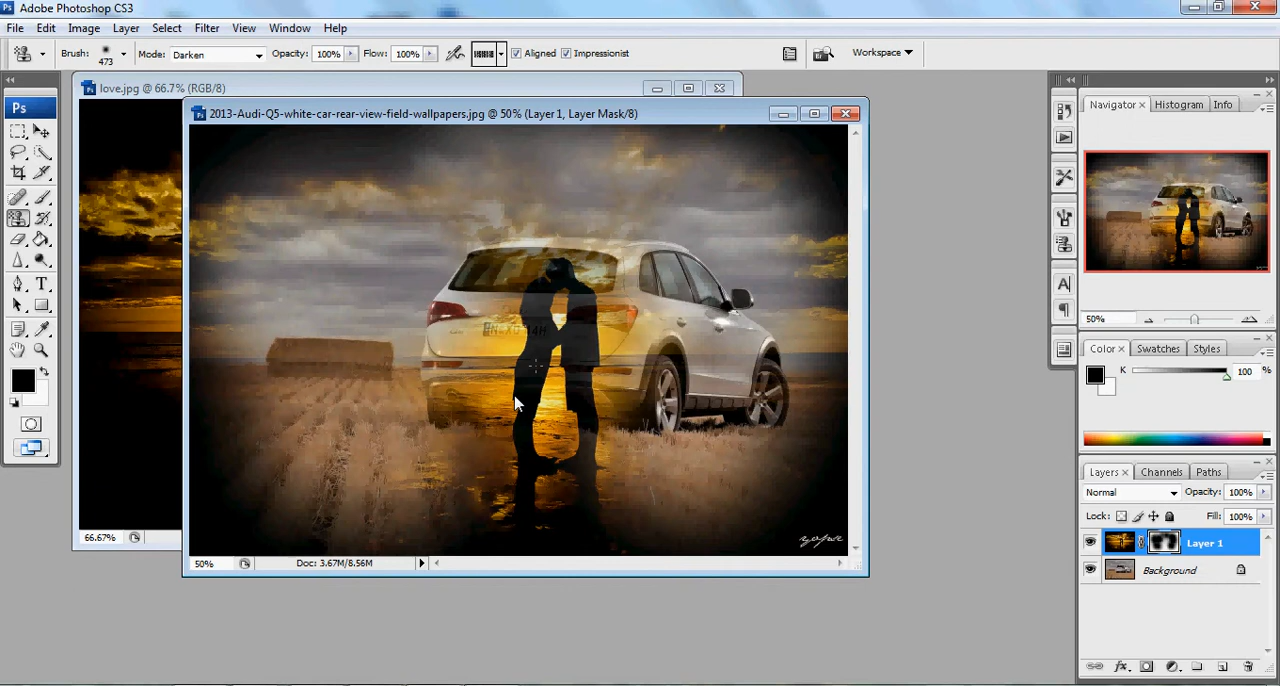 Adobe Photoshop CS3
File Edit Image Layer Select Filter View Window Help
Brush: 473 Mode: Darken Opacity: 100% Flow: 100% Aligned Impressionist Workspace
love.jpg @ 66.7% (RGB/8)
2013-Audi-Q5-white-car-rear-view-field-wallpapers.jpg @ 50% (Layer 1, Layer Mask/8)
Ps
T
66.67%
50% Doc: 3.67M/8.56M
Navigator × Histogram Info
50%
A
Color × Swatches Styles
K 100 %
Layers × Channels Paths
Normal Opacity: 100%
Lock: Fill: 100%
Layer 1
Background